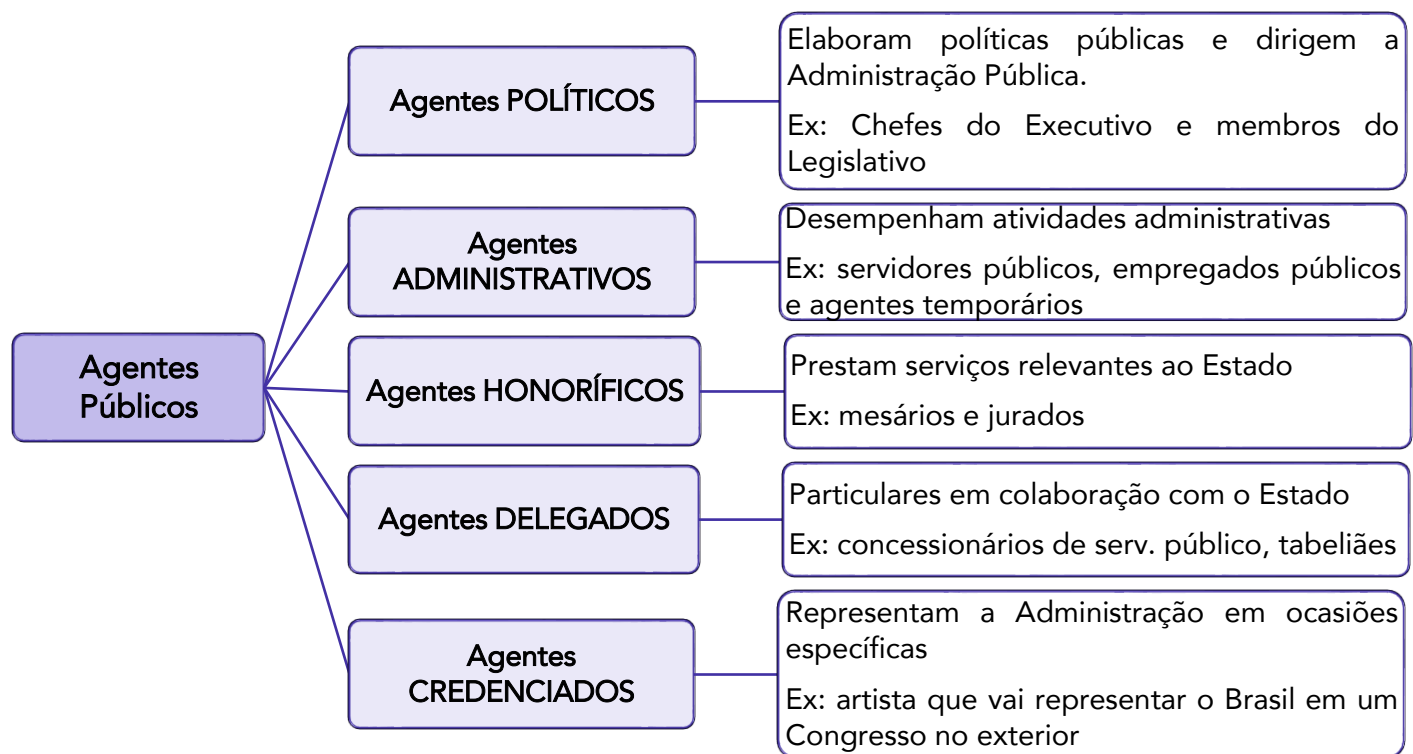 Agentes
Públicos
Agentes POLÍTICOS
Elaboram políticas públicas e dirigem a
Administração Pública.
Ex: Chefes do Executivo e membros do
Legislativo
Agentes
ADMINISTRATIVOS
Desempenham atividades administrativas
Ex: servidores públicos, empregados públicos
e agentes temporários
Agentes HONORÍFICOS
Prestam serviços relevantes ao Estado
Ex: mesários e jurados
Agentes DELEGADOS
Particulares em colaboração com o Estado
Ex: concessionários de serv. público, tabeliães
Agentes
CREDENCIADOS
Representam a Administração em ocasiões
específicas
Ex: artista que vai representar o Brasil em um
Congresso no exterior